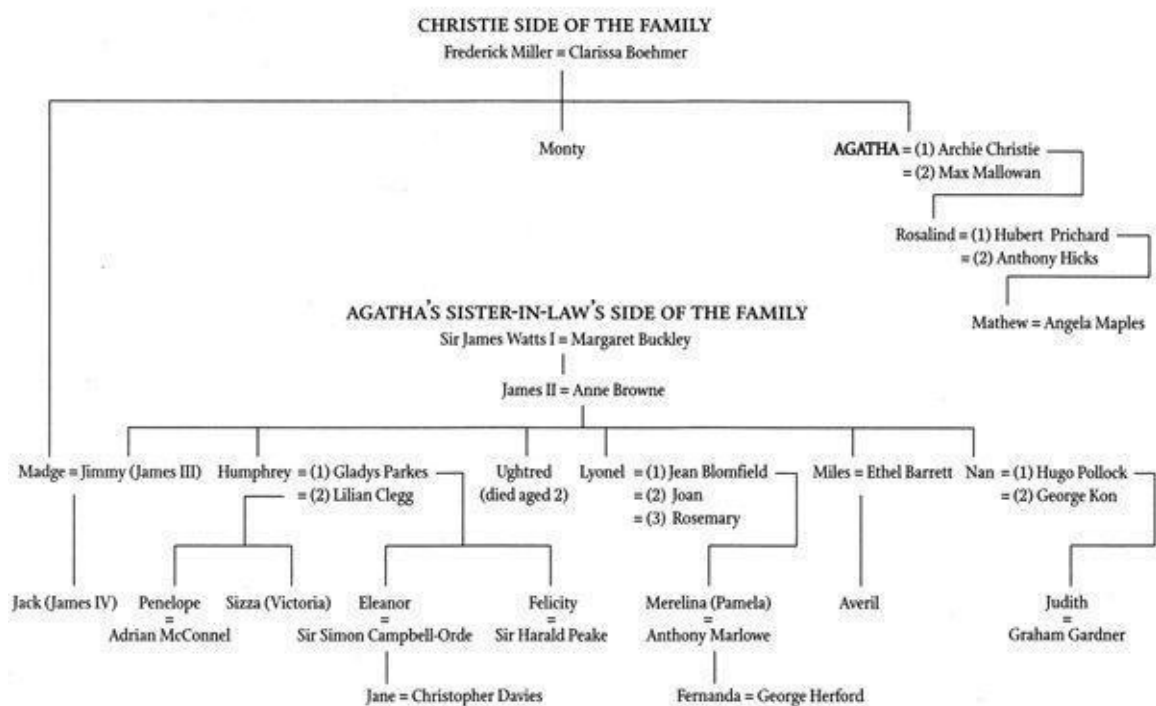 CHRISTIE SIDE OF THE FAMILY
Frederick Miller = Clarissa Boehmer
Monty
AGATHA = (1) Archie Christie
= (2) Max Mallowan
Rosalind = (1) Hubert Prichard
= (2) Anthony Hicks
Mathew = Angela Maples
AGATHA'S SISTER-IN-LAW'S SIDE OF THE FAMILY
Sir James Watts I = Margaret Buckley
James II = Anne Browne
Madge = Jimmy (James III)
Humphrey = (1) Gladys Parkes
= (2) Lilian Clegg
Ughtred
(died aged 2)
Lyonel = (1) Jean Blomfield
= (2) Joan
= (3) Rosemary
Miles = Ethel Barrett
Nan = (1) Hugo Pollock
= (2) George Kon
Jack (James IV)
Penelope
=
Adrian McConnel
Sizza (Victoria)
Eleanor
=
Sir Simon Campbell-Orde
Felicity
=
Sir Harald Peake
Merelina (Pamela)
=
Anthony Marlowe
Averil
Judith
=
Graham Gardner
Jane = Christopher Davies
Fernanda = George Herford